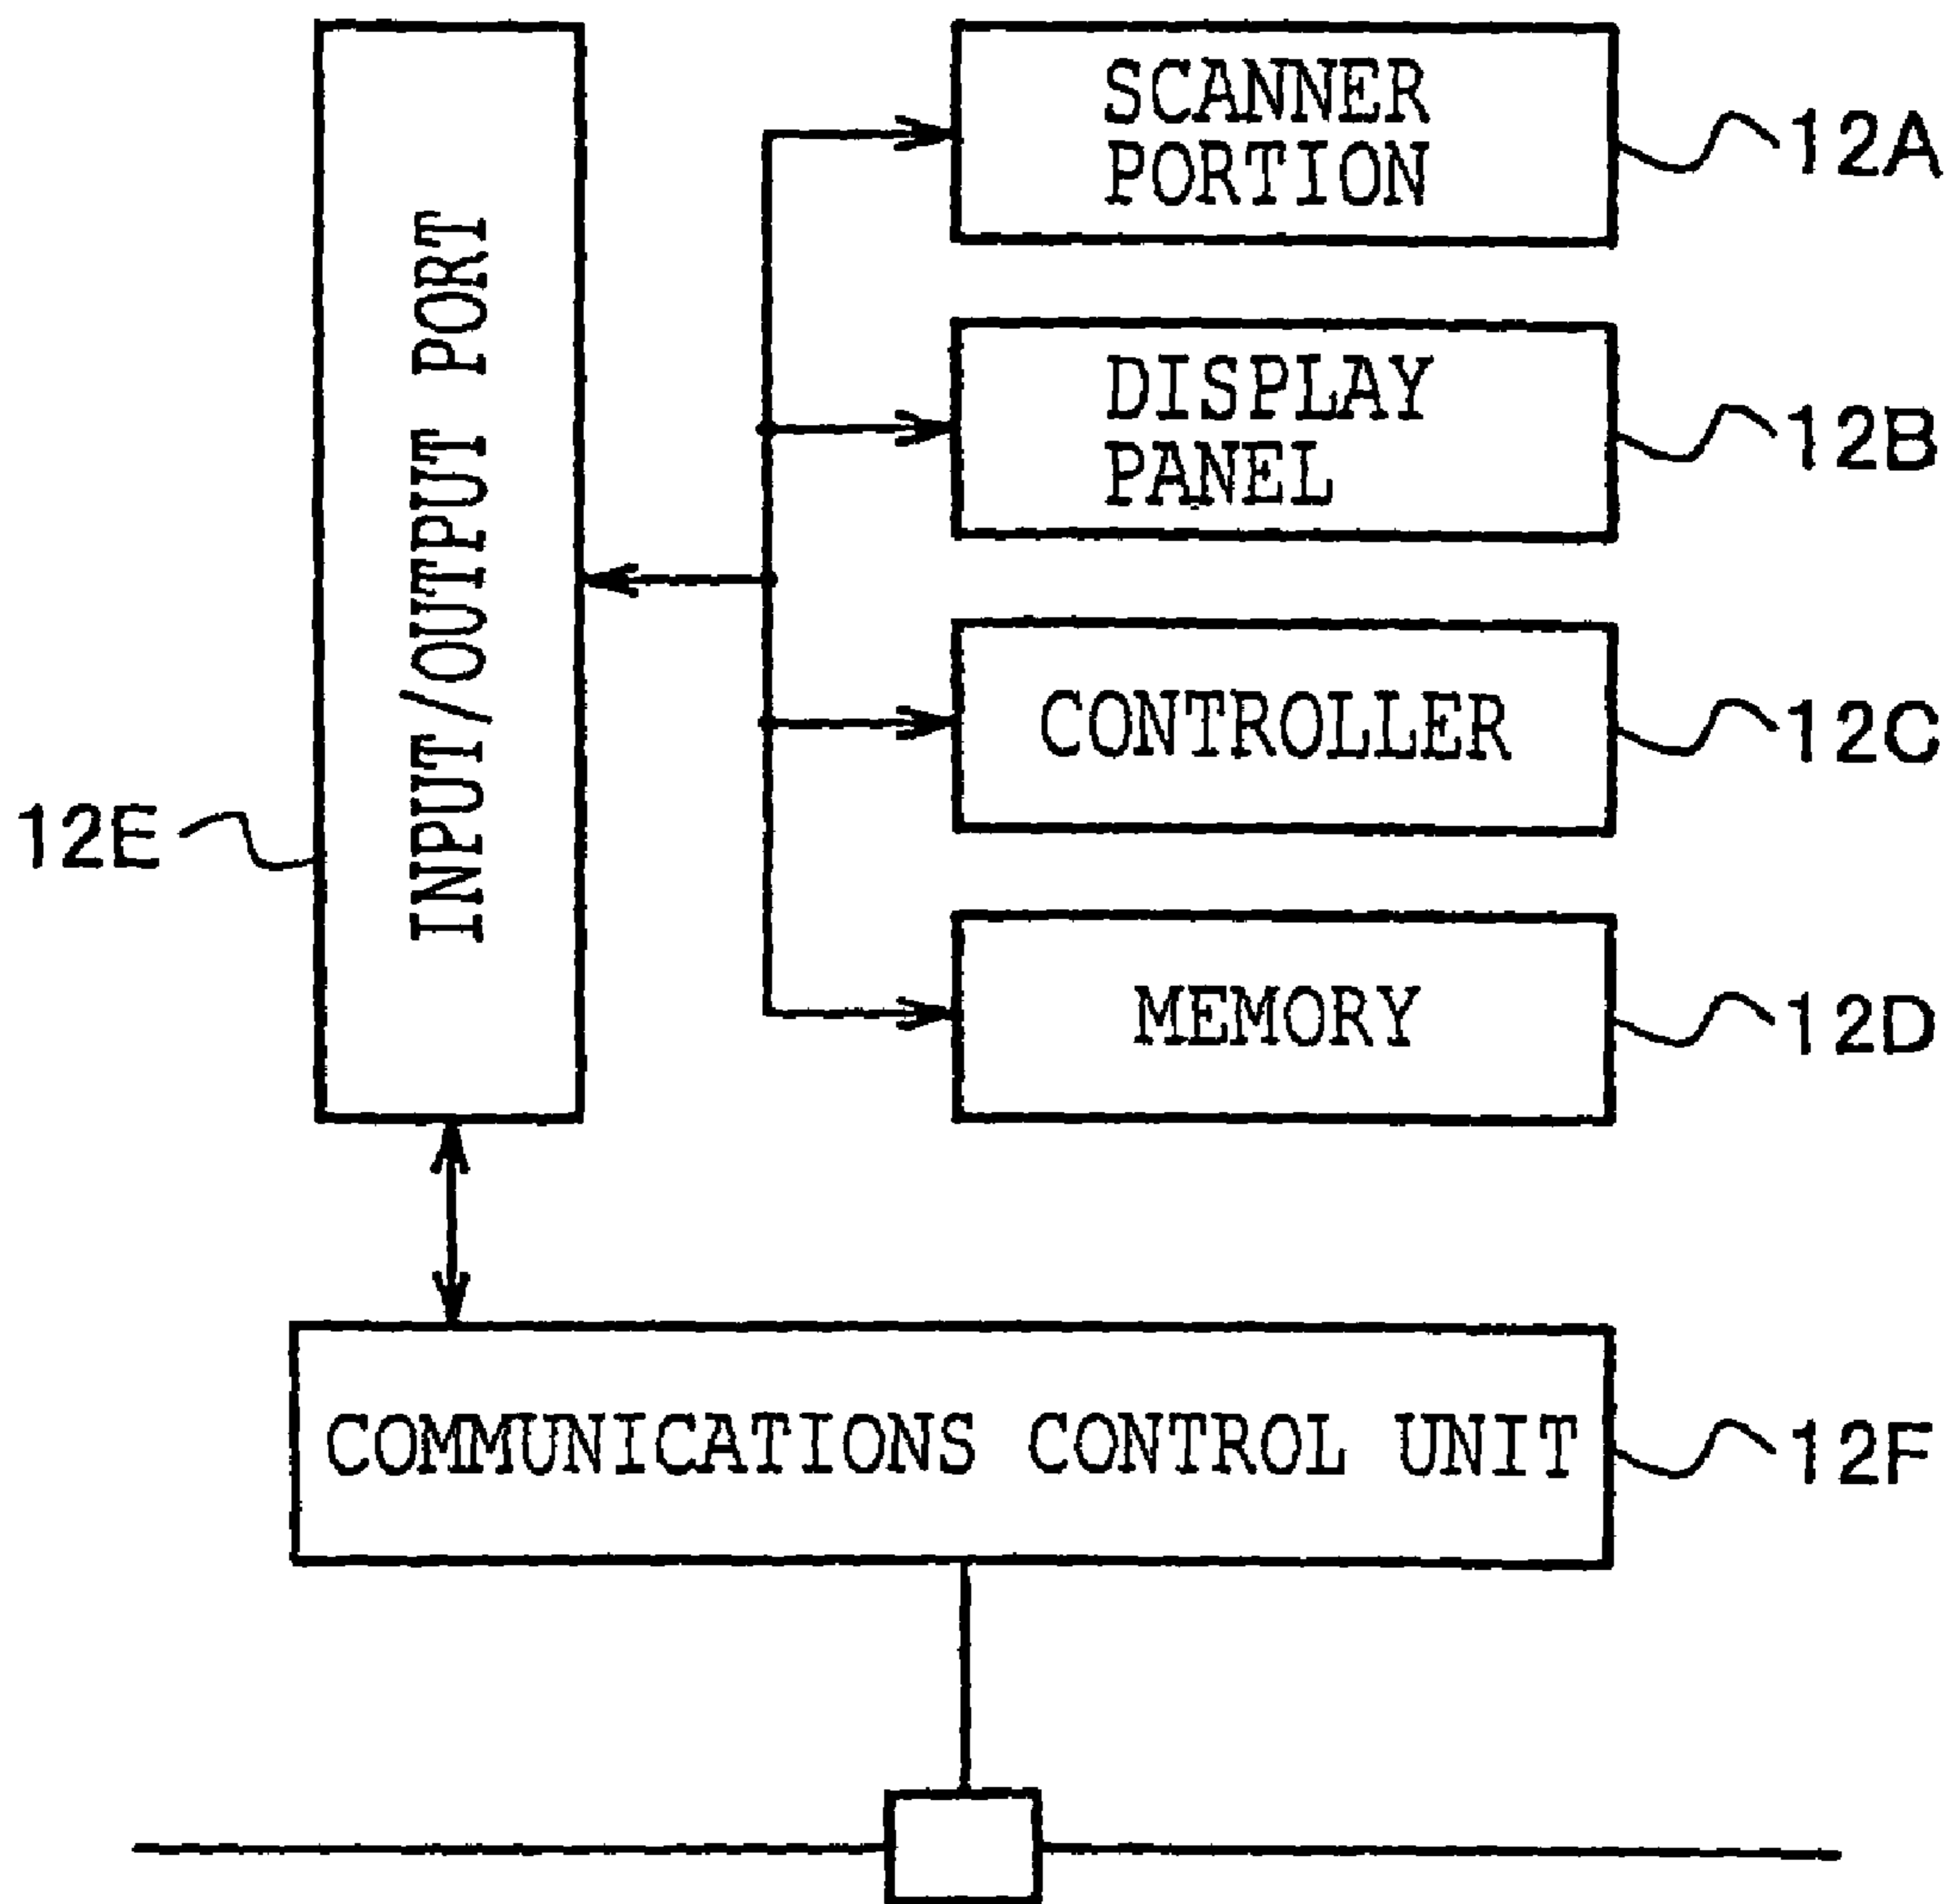 SCANNER
PORTION
12A
DISPLAY
PANEL
12B
INPUT/OUTPUT PORT
CONTROLLER
12C
12E
MEMORY
12D
COMMUNICATIONS CONTROL UNIT
12F